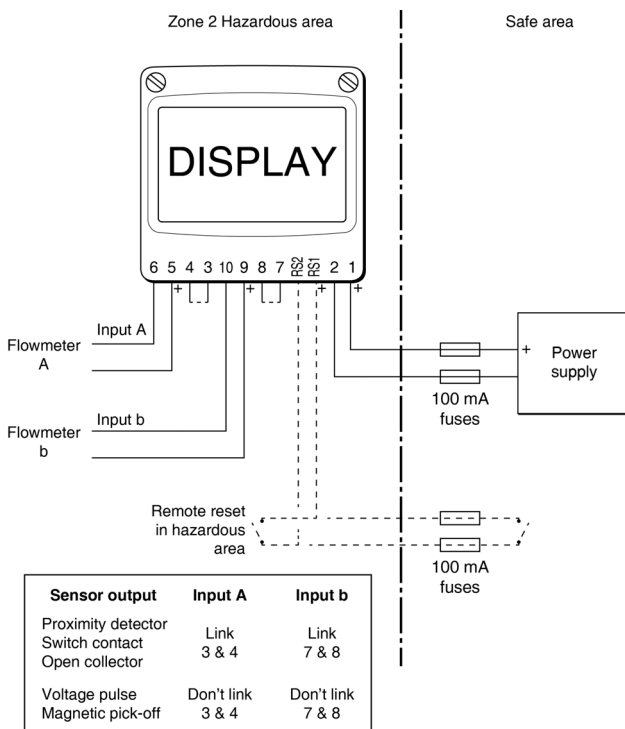 Zone 2 Hazardous area
Safe area
DISPLAY
6 5 4 3 10 9 8 7 RS2 RS1 2 1
+ + + +
Input A
Flowmeter
A
Input b
Flowmeter
b
+
Power
supply
100 mA
fuses
Remote reset
in hazardous
area
100 mA
fuses
Sensor output Input A Input b
Proximity detector
Switch contact
Open collector
Link
3 & 4
Link
7 & 8
Voltage pulse
Magnetic pick-off
Don't link
3 & 4
Don't link
7 & 8